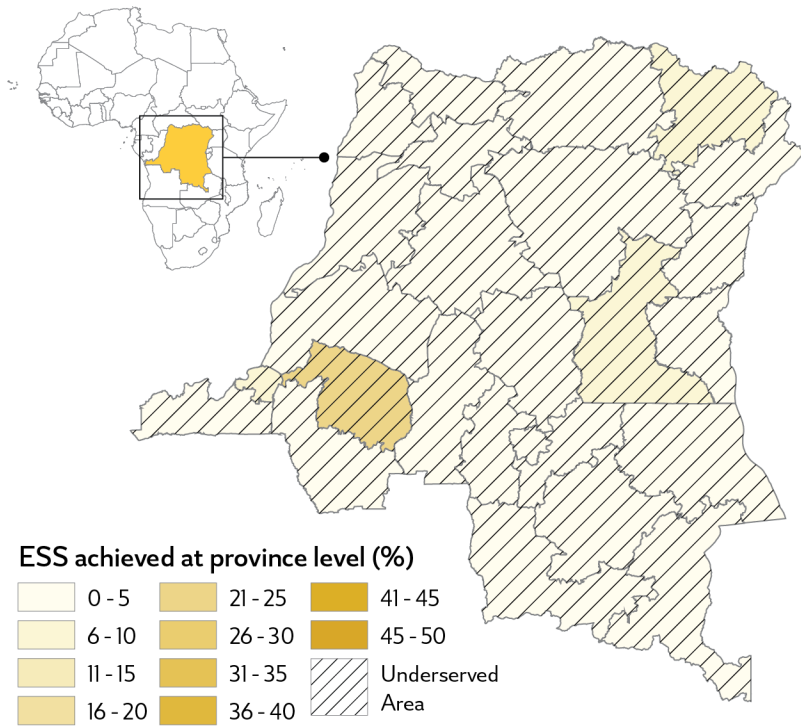 ESS achieved at province level (%)
0 - 5
6 - 10
11 - 15
16 - 20
21 - 25
26 - 30
31 - 35
36 - 40
41 - 45
45 - 50
Underserved
Area